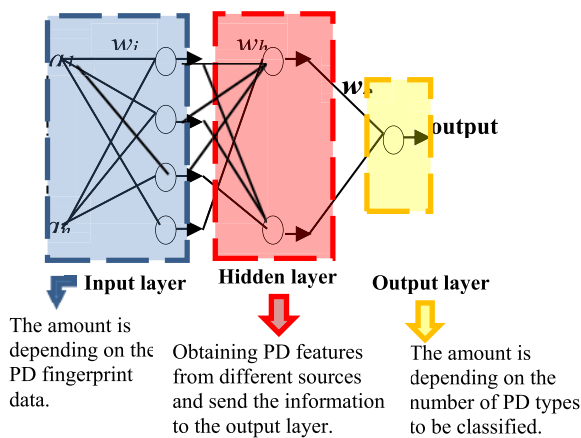 w_i
w_h
output
Input layer
Hidden layer
Output layer
The amount is
depending on the
PD fingerprint
data.
Obtaining PD features
from different sources
and send the information
to the output layer.
The amount is
depending on the
number of PD types
to be classified.